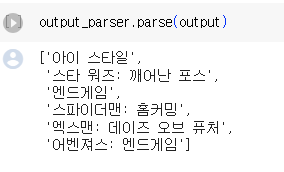 output_parser.parse(output)
['아이 스타일',
'스타 워즈: 깨어난 포스',
'엔드게임',
'스파이더맨: 홈커밍',
'엑스맨: 데이즈 오브 퓨처',
'어벤져스: 엔드게임']